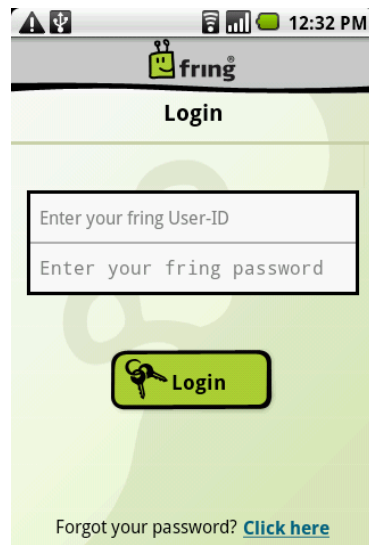 12:32 PM
fring®
Login
Enter your fring User-ID
Enter your fring password
Login
Forgot your password? Click here